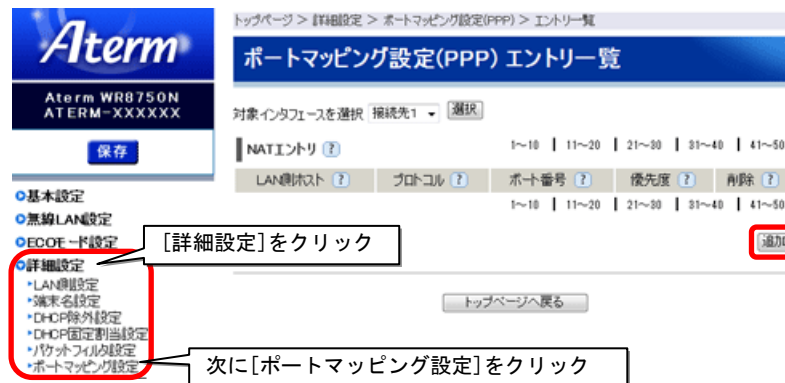 Aterm
Aterm WR8750N
ATERM-XXXXXX
保存
基本設定
無線LAN設定
ECOモード設定
詳細設定
LAN側設定
端末名設定
DHCP除外設定
DHCP固定割当設定
パケットフィルタ設定
ポートマッピング設定
トップページ > 詳細設定 > ポートマッピング設定(PPP) > エントリ一覧
ポートマッピング設定(PPP) エントリ一覧
対象インタフェースを選択 接続先1 選択
NATエントリ ? 1～10 | 11～20 | 21～30 | 31～40 | 41～50
LAN側ホスト ? プロトコル ? ポート番号 ? 優先度 ? 削除 ?
1～10 | 11～20 | 21～30 | 31～40 | 41～50
追加
[詳細設定]をクリック
トップページへ戻る
次に[ポートマッピング設定]をクリック